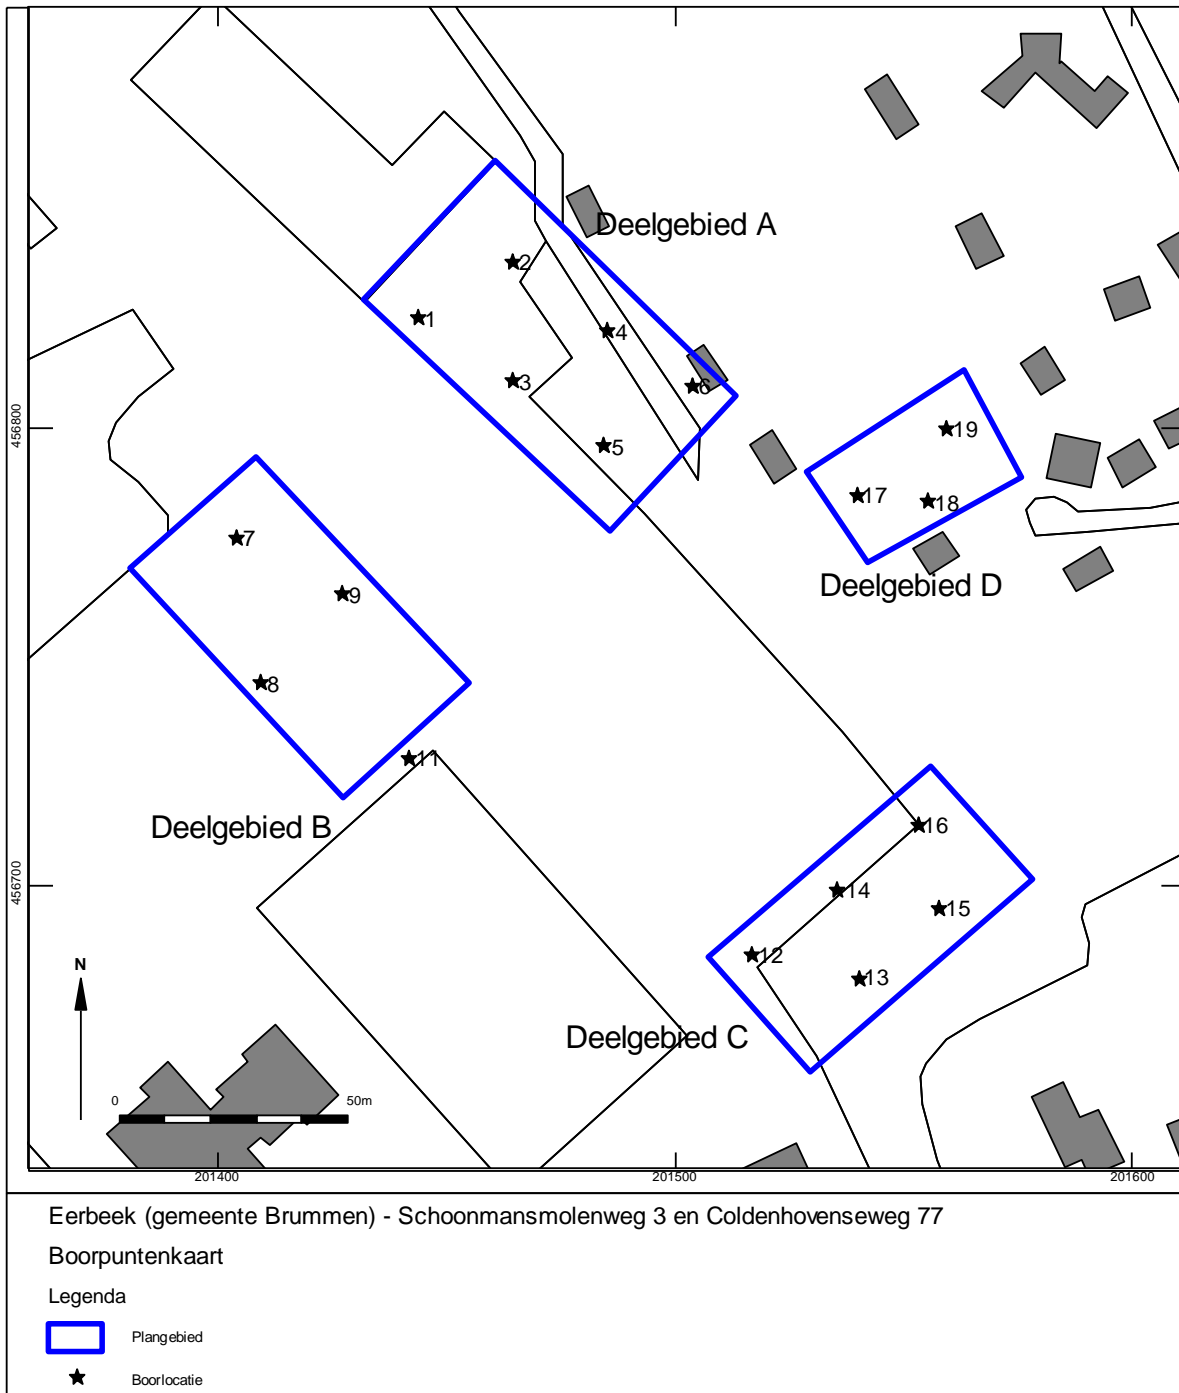 Deelgebied A
2
1
4
3
6
5
19
17
18
Deelgebied D
7
9
8
11
Deelgebied B
16
14
15
12
13
Deelgebied C
456800
456700
N
0
50m
201400
201500
201600
Eerbeek (gemeente Brummen) - Schoonmansmolenweg 3 en Coldenhovenseweg 77
Boorpuntenkaart
Legenda
Plangebied
Boorlocatie